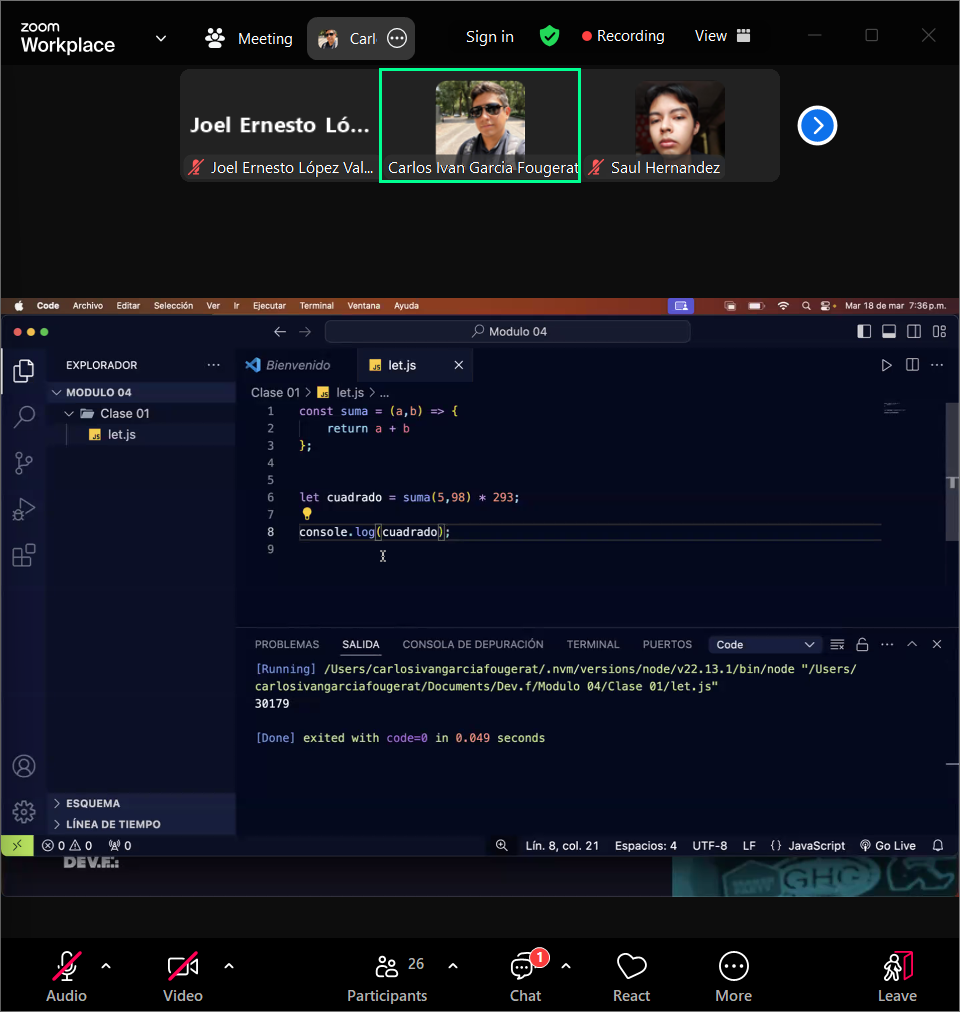 zoom
Workplace
Meeting
Carl
Sign in
Recording
View
Joel Ernesto Ló...
Joel Ernesto López Val...
Carlos Ivan Garcia Fougerat
Saul Hernandez
Code Archivo Editar Selección Ver Ir Ejecutar Terminal Ventana Ayuda
Mar 18 de mar 7:36 p.m.
Modulo 04
EXPLORADOR
MODULO 04
Clase 01
let.js
Bienvenido
let.js
Clase 01 > let.js > ...
1 const suma = (a,b) => {
2 return a + b
3 };
4
5
6 let cuadrado = suma(5,98) * 293;
7
8 console.log(cuadrado);
9
PROBLEMAS SALIDA CONSOLA DE DEPURACIÓN TERMINAL PUERTOS
Code
[Running] /Users/carlosivangarciafougerat/.nvm/versions/node/v22.13.1/bin/node "/Users/
carlosivangarciafougerat/Documents/Dev.f/Modulo 04/Clase 01/let.js"
30179
[Done] exited with code=0 in 0.049 seconds
ESQUEMA
LÍNEA DE TIEMPO
0 0 0
Lín. 8, col. 21 Espacios: 4 UTF-8 LF {} JavaScript Go Live
DEV.F.:
GHG
Audio
Video
26
Participants
1
Chat
React
More
Leave